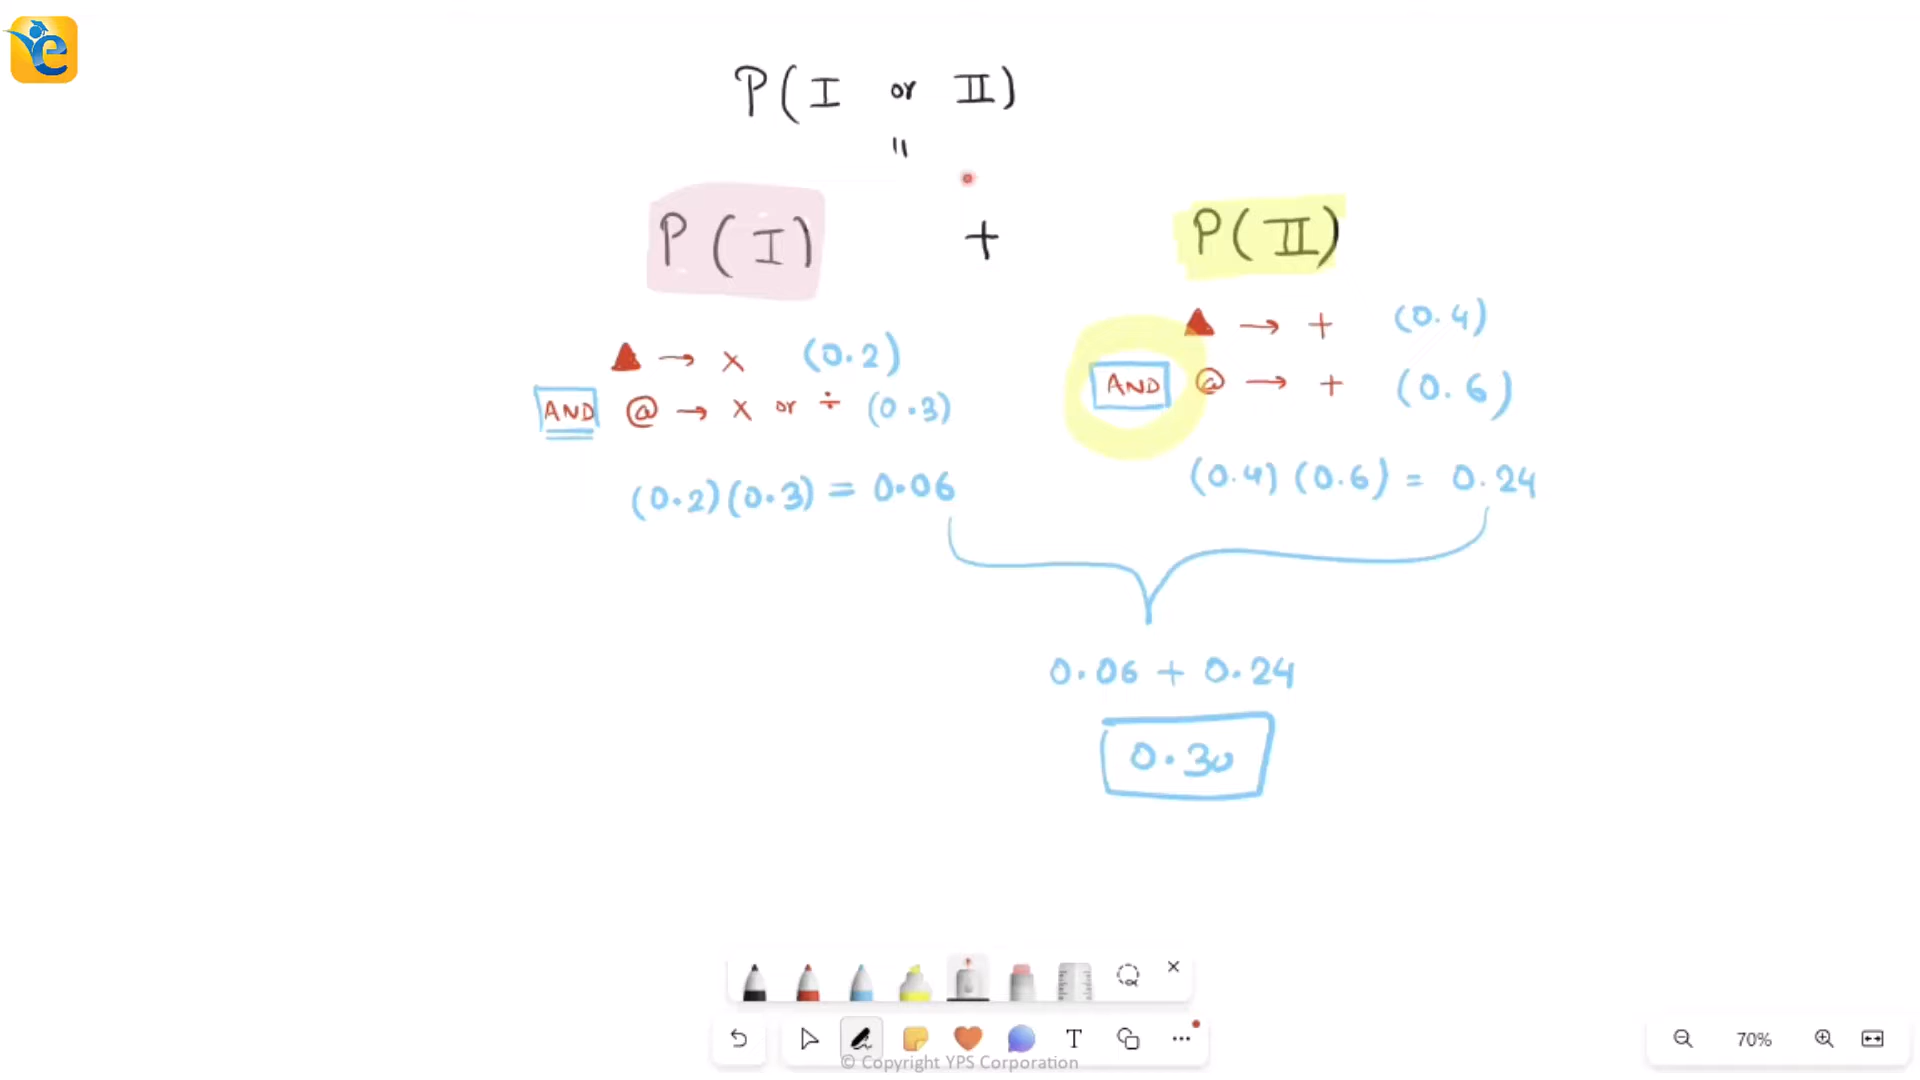 e
P(I or II)
"
P(I) + P(II)
▲ → × (0.2)
AND @ → × or ÷ (0.3)
(0.2)(0.3) = 0.06
▲ → + (0.4)
AND @ → + (0.6)
(0.4)(0.6) = 0.24
0.06 + 0.24
0.30
T
70%
© Copyright YPS Corporation